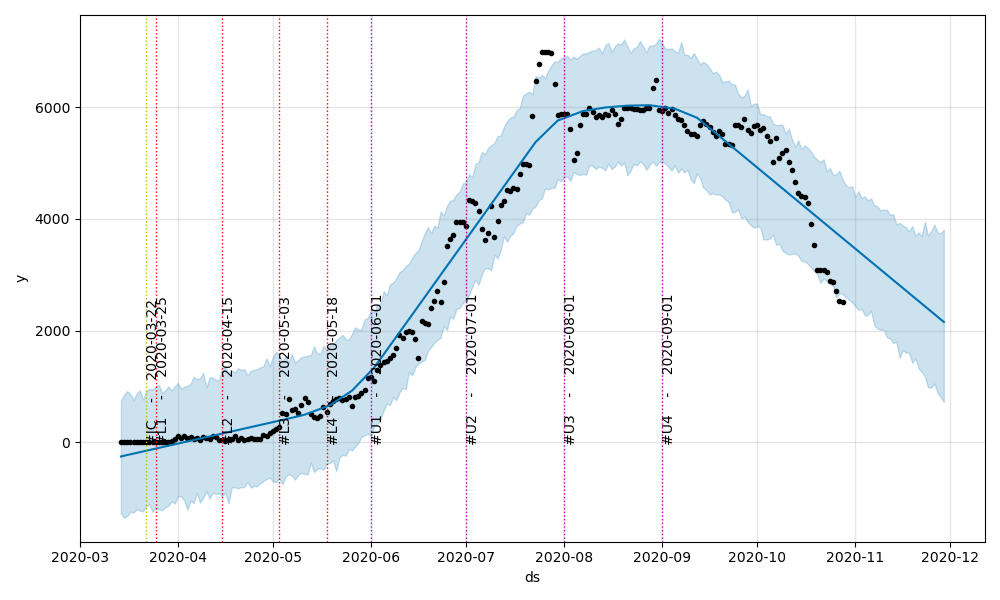 y
6000
4000
2000
0
#JC - 2020-03-22
#L1 - 2020-03-25
#L2 - 2020-04-15
#L3 - 2020-05-03
#L4 - 2020-05-18
#U1 - 2020-06-01
#U2 - 2020-07-01
#U3 - 2020-08-01
#U4 - 2020-09-01
2020-03
2020-04
2020-05
2020-06
2020-07
2020-08
2020-09
2020-10
2020-11
2020-12
ds